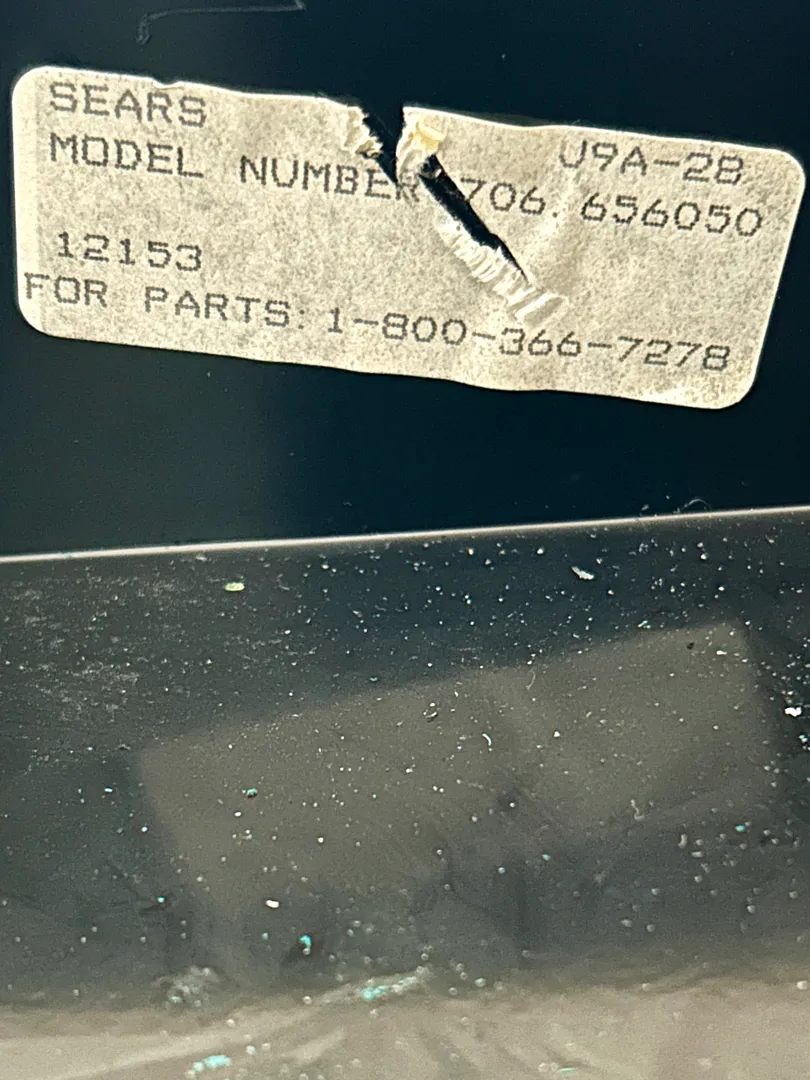 SEARS U9A-28
MODEL NUMBER 706.656050
12153
FOR PARTS: 1-800-366-7278